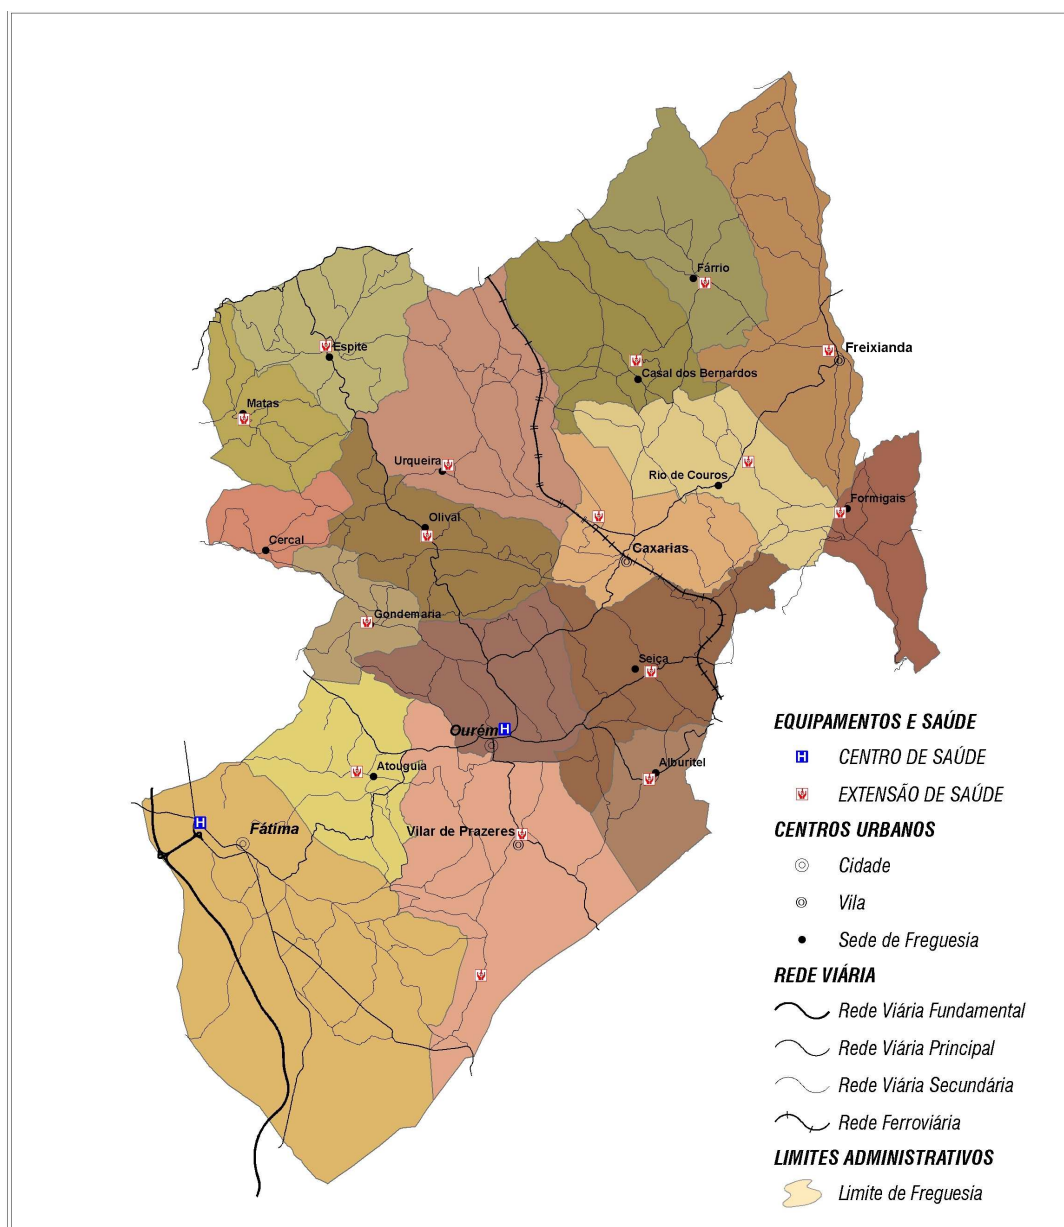 Fárrio
Freixianda
Espite
Casal dos Bernardos
Matas
Urqueira
Rio de Couros
Formigais
Olival
Cercal
Caxarias
Gondemaria
Seiça
Ourém
H
Alburitel
Atouguia
H
Fátima
Vilar de Prazeres
EQUIPAMENTOS E SAÚDE
H CENTRO DE SAÚDE
EXTENSÃO DE SAÚDE
CENTROS URBANOS
Cidade
Vila
Sede de Freguesia
REDE VIÁRIA
Rede Viária Fundamental
Rede Viária Principal
Rede Viária Secundária
Rede Ferroviária
LIMITES ADMINISTRATIVOS
Limite de Freguesia